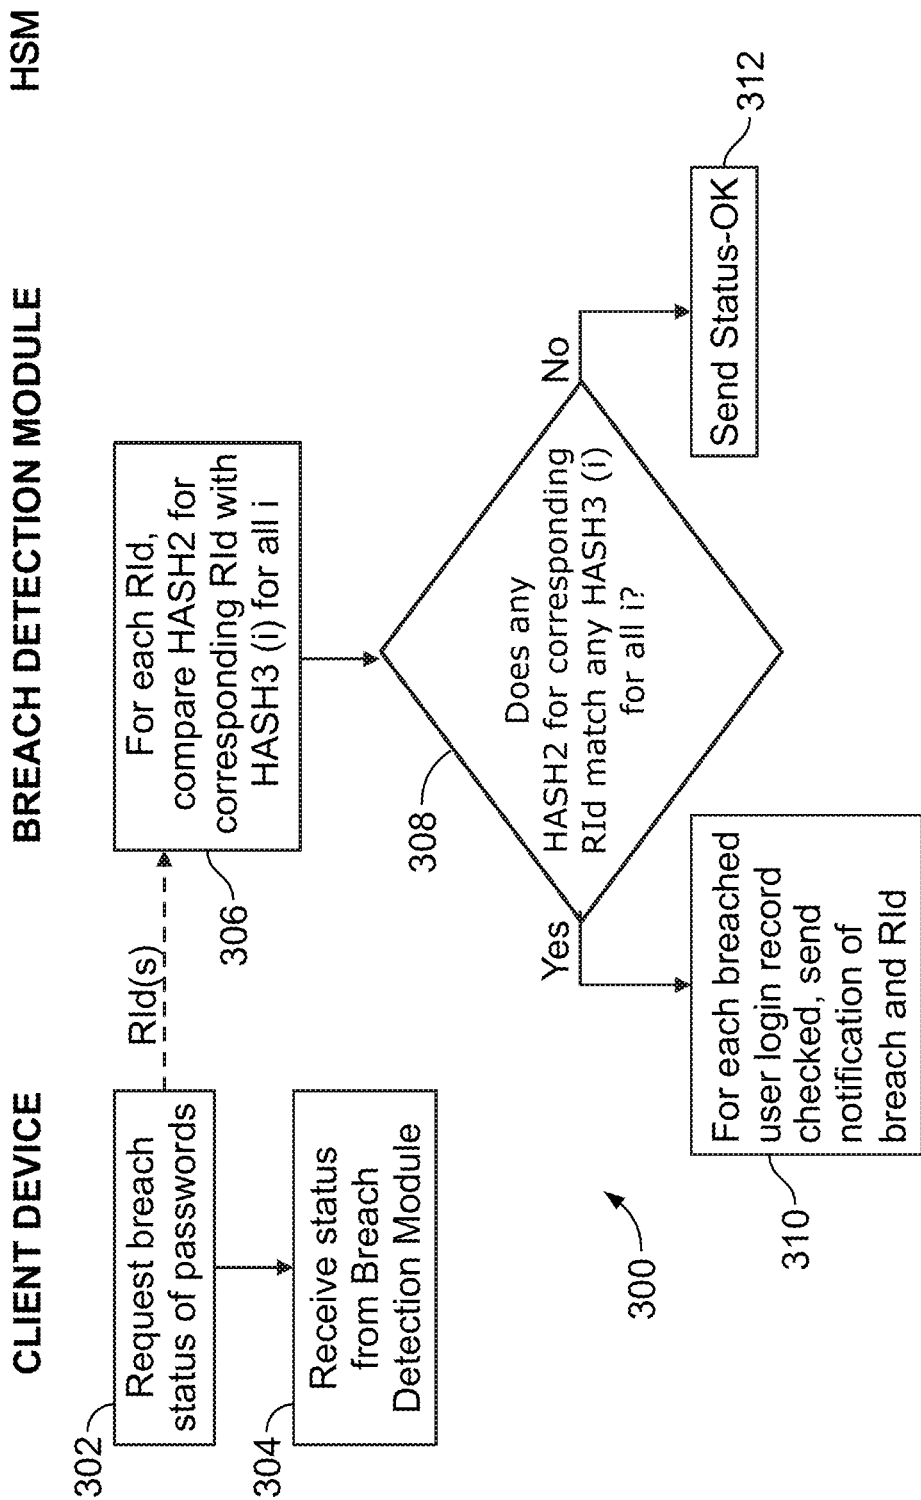 CLIENT DEVICE
BREACH DETECTION MODULE
HSM
302
Request breach
status of passwords
RId(s)
304
Receive status
from Breach
Detection Module
306
For each RId,
compare HASH2 for
corresponding RId with
HASH3 (i) for all i
308
Does any
HASH2 for corresponding
RId match any HASH3 (i)
for all i?
Yes
No
300
310
For each breached
user login record
checked, send
notification of
breach and RId
Send Status-OK
312